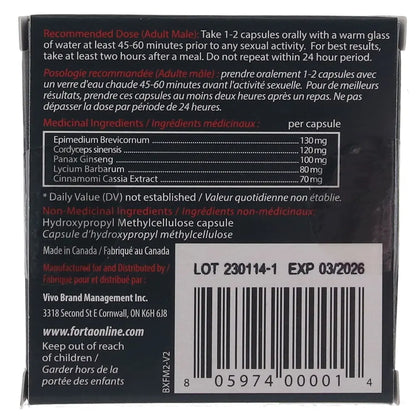 Recommended Dose (Adult Male): Take 1-2 capsules orally with a warm glass
of water at least 45-60 minutes prior to any sexual activity. For best results,
take at least two hours after a meal. Do not repeat within 24 hour period.
Posologie recommandée (Adulte mâle) : prendre oralement 1-2 capsules avec
un verre d'eau chaude 45-60 minutes avant l'activité sexuelle. Pour de meilleurs
résultats, prendre ces capsules au moins deux heures après un repas. Ne pas
dépasser la dose par période de 24 heures.
Medicinal Ingredients / Ingrédients médicinaux : per capsule
Epimedium Brevicornum 130 mg
Cordyceps sinensis 120 mg
Panax Ginseng 100 mg
Lycium Barbarum 80 mg
Cinnamomi Cassia Extract 70 mg
* Daily Value (DV) not established / Valeur quotidienne non établie.
Non-Medicinal Ingredients / Ingrédients non-médicinaux:
Hydroxypropyl Methylcellulose capsule
Capsule d'hydroxypropyl méthylcellulose
Made in Canada / Fabriqué au Canada
Manufactured for and Distributed by /
Fabrique pour et distribué par :
Vivo Brand Management Inc.
3318 Second St E Cornwall, ON K6H 6J8
www.fortaonline.com
Keep out of reach
of children /
Garder hors de la
portée des enfants
BXFM2-V2
LOT 230114-1 EXP 03/2026
8 05974 00001 4